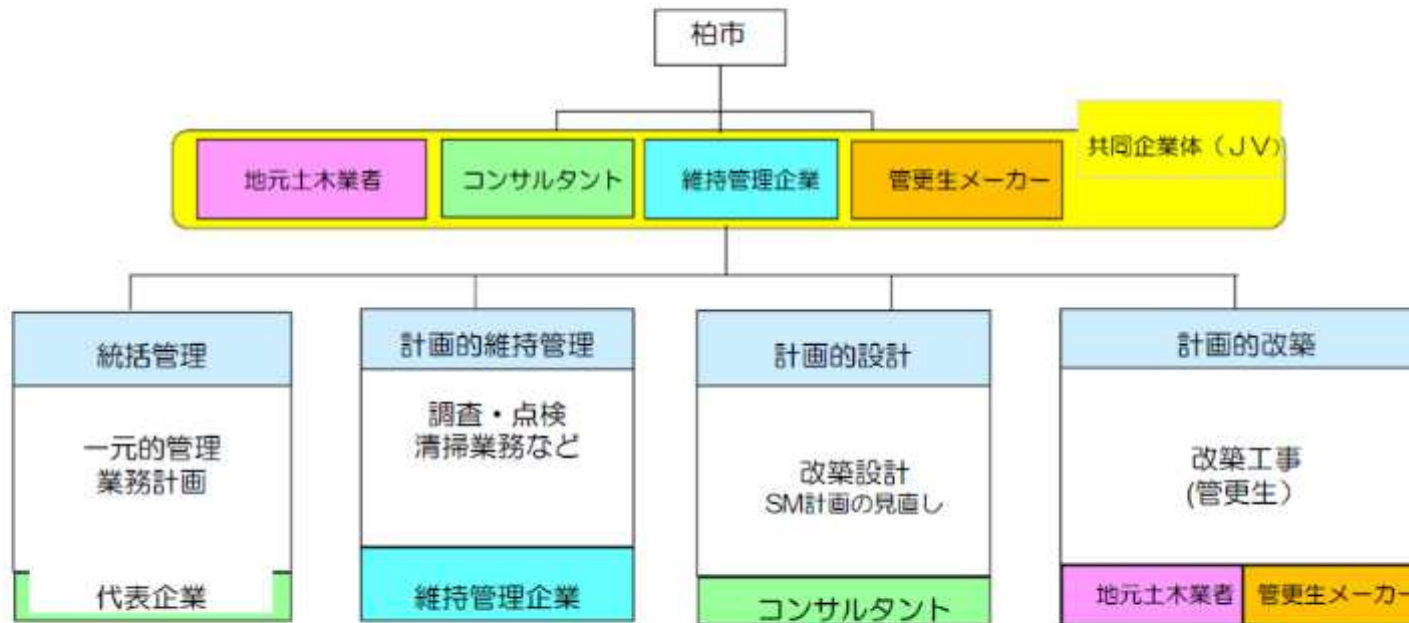 柏市
共同企業体（ＪＶ）
地元土木業者
コンサルタント
維持管理企業
管更生メーカー
統括管理
一元的管理
業務計画
代表企業
計画的維持管理
調査・点検
清掃業務など
維持管理企業
計画的設計
改築設計
SM計画の見直し
コンサルタント
計画的改築
改築工事
(管更生）
地元土木業者
管更生メーカー